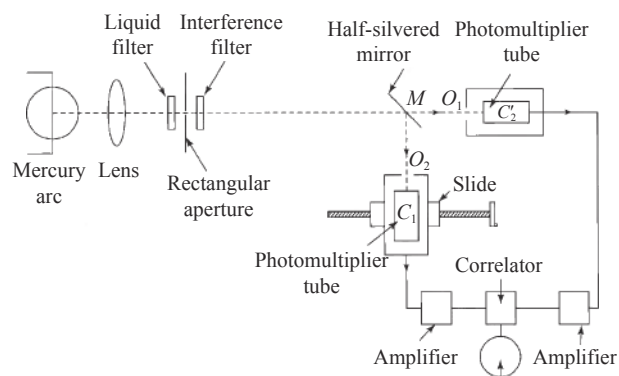 Liquid
filter
Interference
filter
Half-silvered
mirror
Photomultiplier
tube
M
O₁
C′₂
Mercury
arc
Lens
Rectangular
aperture
O₂
Slide
C₁
Photomultiplier
tube
Correlator
Amplifier
Amplifier